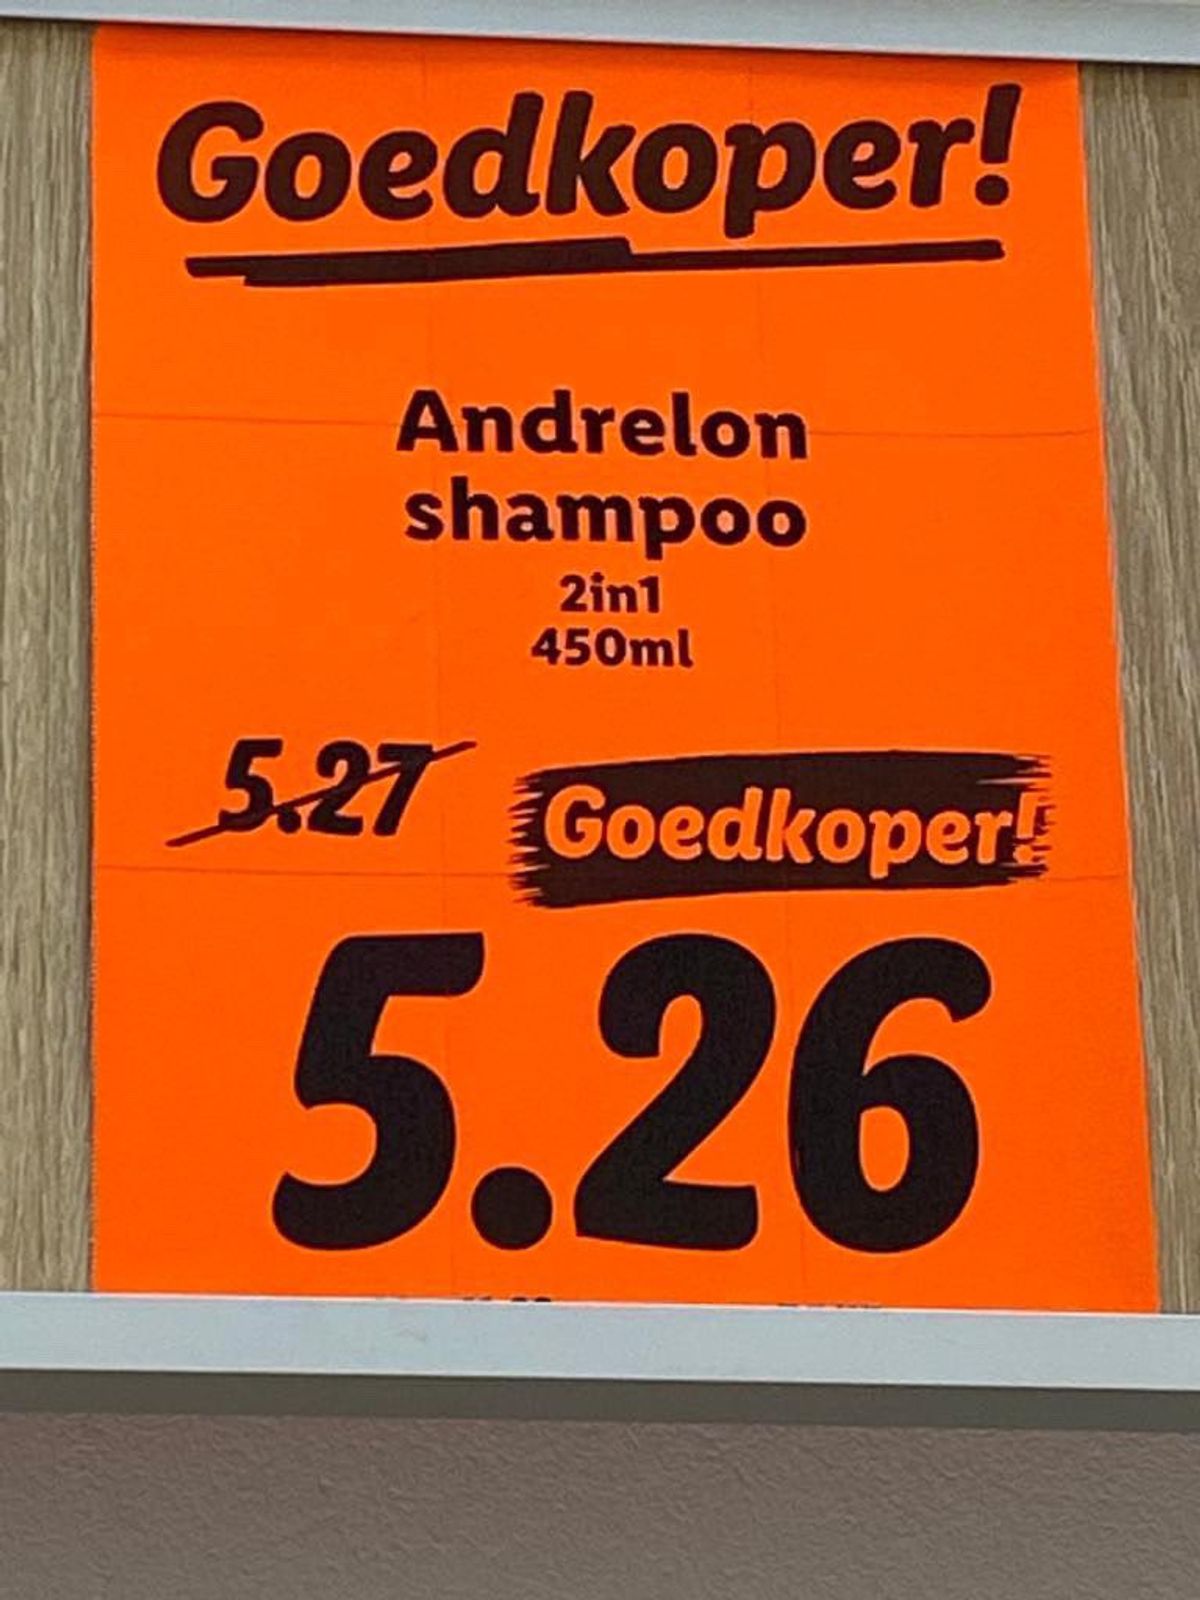 Goedkoper!
Andrelon
shampoo
2in1
450ml
5.27
Goedkoper!
5.26